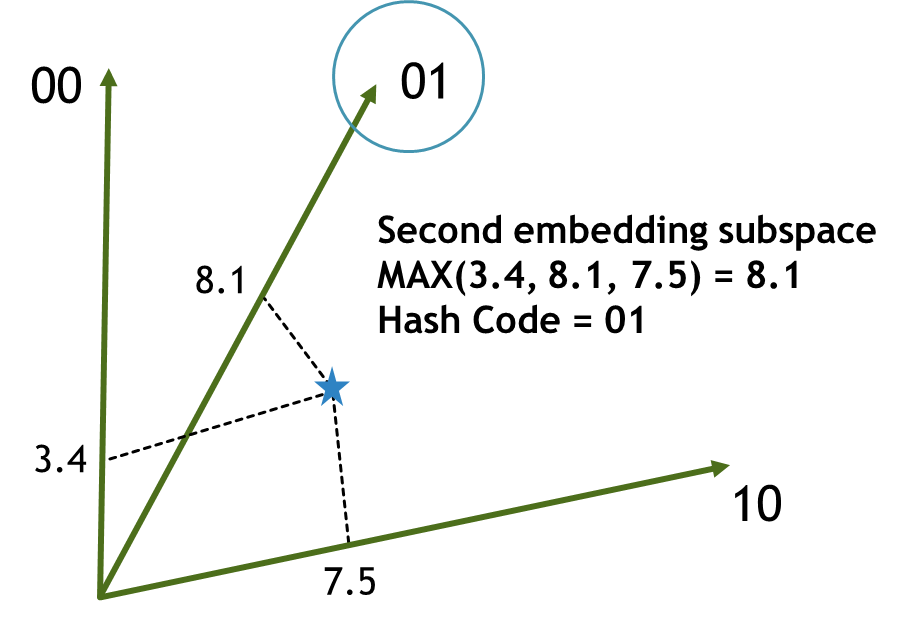 00
01
Second embedding subspace
MAX(3.4, 8.1, 7.5) = 8.1
Hash Code = 01
8.1
3.4
10
7.5